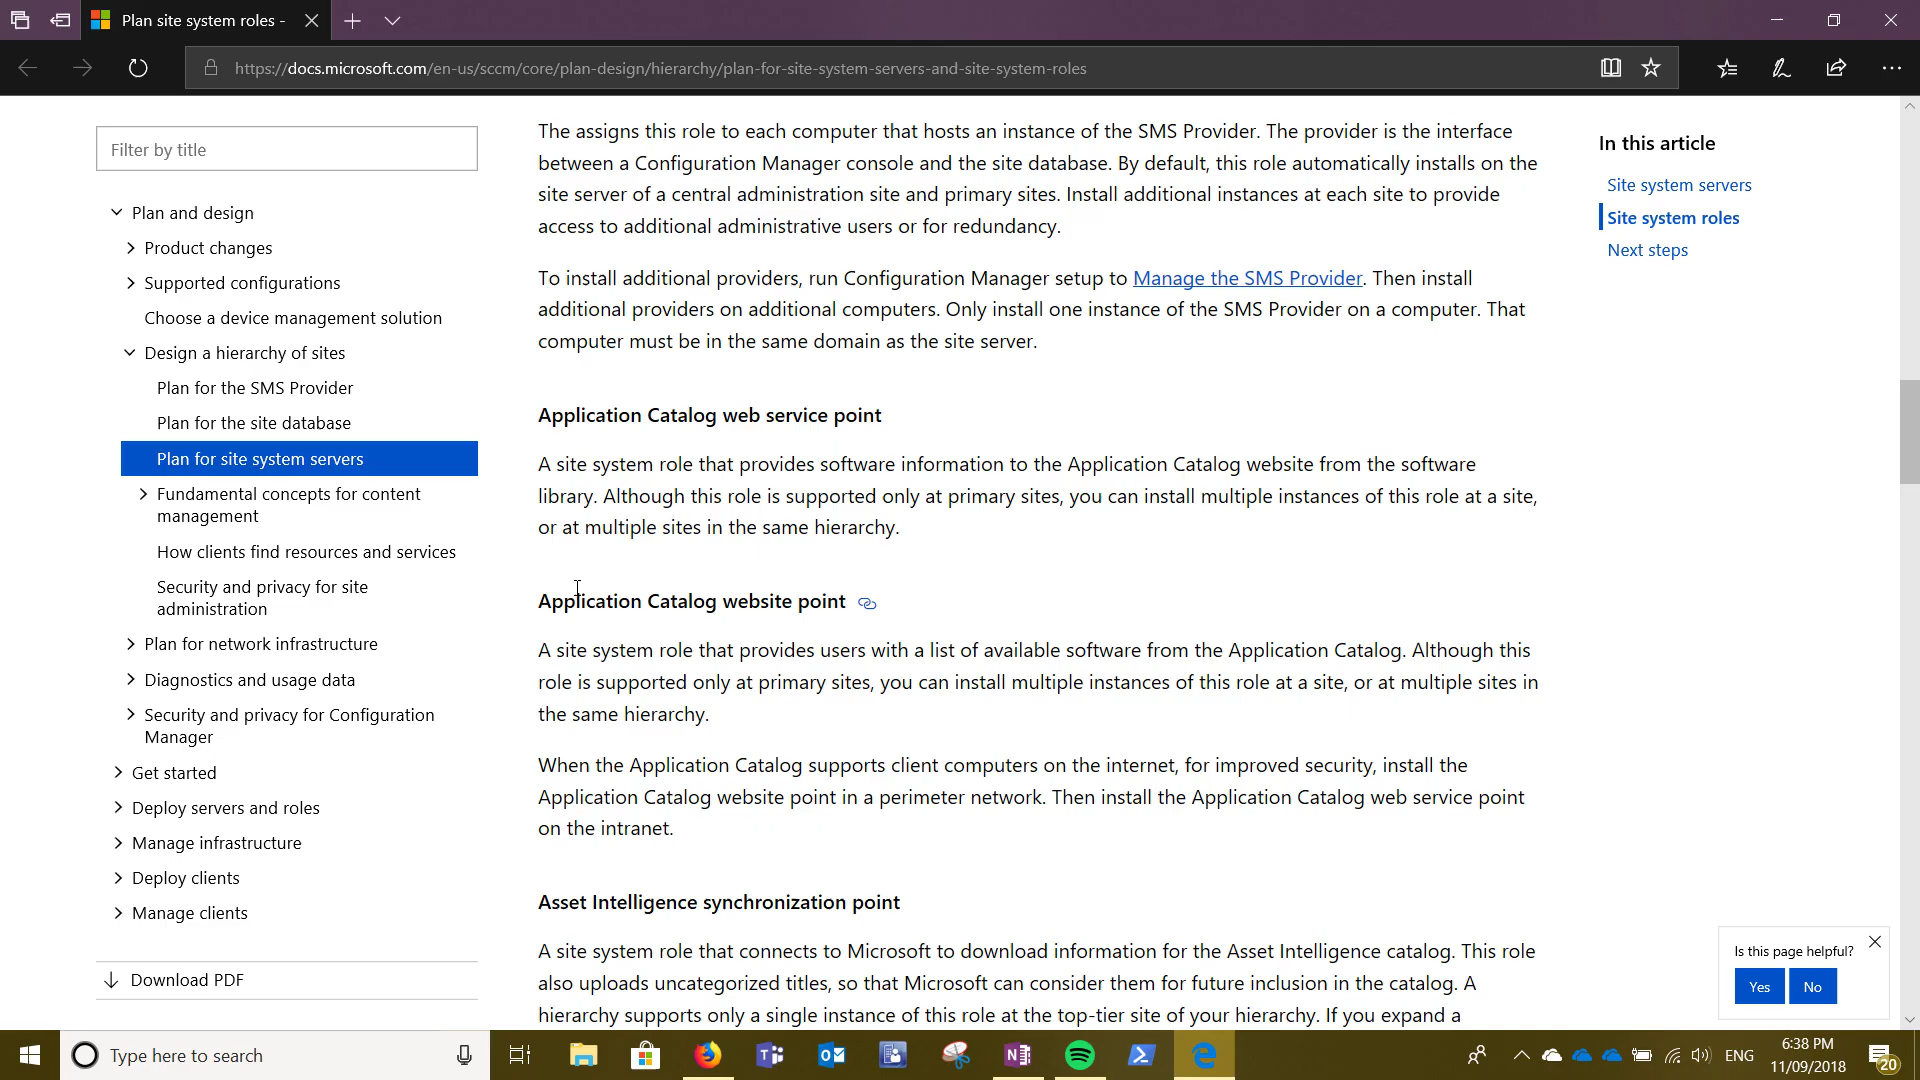 Plan site system roles -
https://docs.microsoft.com/en-us/sccm/core/plan-design/hierarchy/plan-for-site-system-servers-and-site-system-roles
Filter by title
Plan and design
Product changes
Supported configurations
Choose a device management solution
Design a hierarchy of sites
Plan for the SMS Provider
Plan for the site database
Plan for site system servers
Fundamental concepts for content
management
How clients find resources and services
Security and privacy for site
administration
Plan for network infrastructure
Diagnostics and usage data
Security and privacy for Configuration
Manager
Get started
Deploy servers and roles
Manage infrastructure
Deploy clients
Manage clients
Download PDF
The assigns this role to each computer that hosts an instance of the SMS Provider. The provider is the interface
between a Configuration Manager console and the site database. By default, this role automatically installs on the
site server of a central administration site and primary sites. Install additional instances at each site to provide
access to additional administrative users or for redundancy.
To install additional providers, run Configuration Manager setup to Manage the SMS Provider. Then install
additional providers on additional computers. Only install one instance of the SMS Provider on a computer. That
computer must be in the same domain as the site server.
Application Catalog web service point
A site system role that provides software information to the Application Catalog website from the software
library. Although this role is supported only at primary sites, you can install multiple instances of this role at a site,
or at multiple sites in the same hierarchy.
Application Catalog website point
A site system role that provides users with a list of available software from the Application Catalog. Although this
role is supported only at primary sites, you can install multiple instances of this role at a site, or at multiple sites in
the same hierarchy.
When the Application Catalog supports client computers on the internet, for improved security, install the
Application Catalog website point in a perimeter network. Then install the Application Catalog web service point
on the intranet.
Asset Intelligence synchronization point
A site system role that connects to Microsoft to download information for the Asset Intelligence catalog. This role
also uploads uncategorized titles, so that Microsoft can consider them for future inclusion in the catalog. A
hierarchy supports only a single instance of this role at the top-tier site of your hierarchy. If you expand a
In this article
Site system servers
Site system roles
Next steps
Is this page helpful?
Yes
No
Type here to search
ENG
6:38 PM
11/09/2018
20